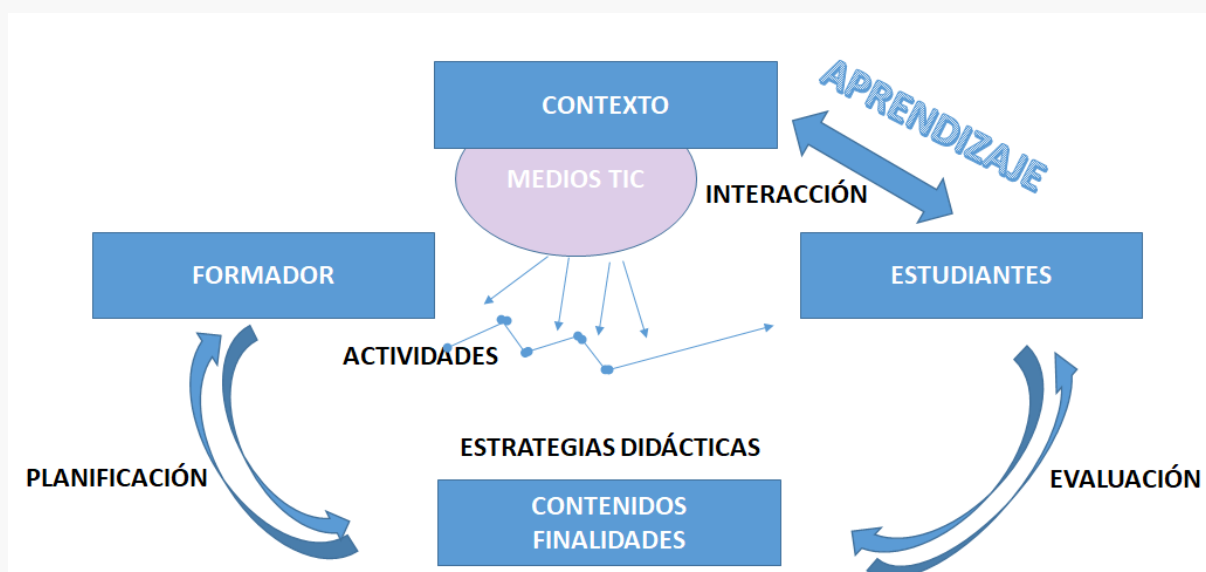 CONTEXTO
APRENDIZAJE
MEDIOS TIC
INTERACCIÓN
FORMADOR
ESTUDIANTES
ACTIVIDADES
ESTRATEGIAS DIDÁCTICAS
PLANIFICACIÓN
EVALUACIÓN
CONTENIDOS
FINALIDADES